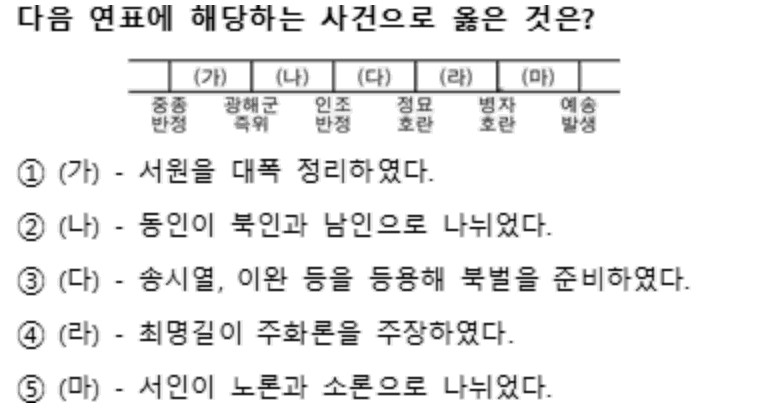 다음 연표에 해당하는 사건으로 옳은 것은?
(가) (나) (다) (라) (마)
중종 광해군 인조 정묘 병자 예송
반정 즉위 반정 호란 호란 발생
① (가) - 서원을 대폭 정리하였다.
② (나) - 동인이 북인과 남인으로 나뉘었다.
③ (다) - 송시열, 이완 등을 등용해 북벌을 준비하였다.
④ (라) - 최명길이 주화론을 주장하였다.
⑤ (마) - 서인이 노론과 소론으로 나뉘었다.